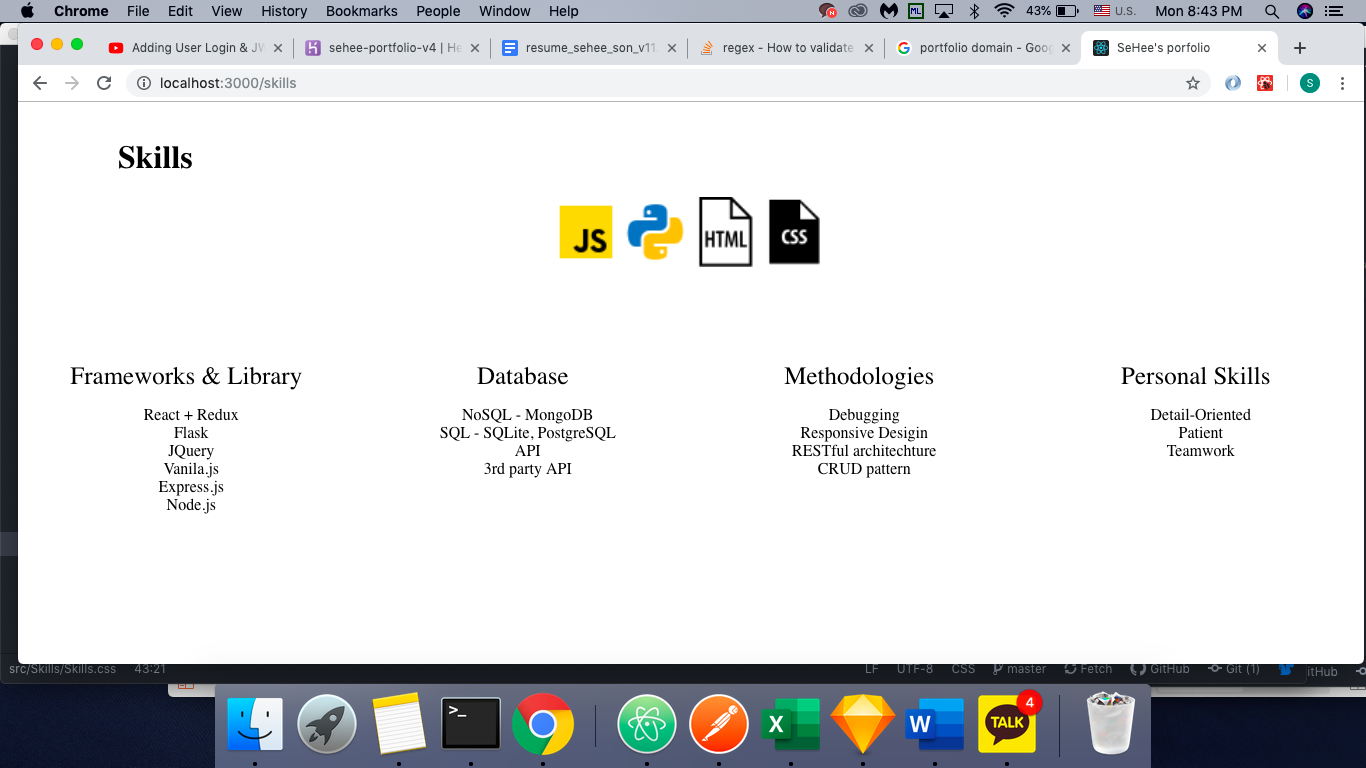 Chrome File Edit View History Bookmarks People Window Help N ML 43% U.S. Mon 8:43 PM
Adding User Login & JW sehee-portfolio-v4 | He resume_sehee_son_v11. regex - How to validate portfolio domain - Goog SeHee's porfolio
localhost:3000/skills S
Skills
JS HTML CSS
Frameworks & Library
React + Redux
Flask
JQuery
Vanila.js
Express.js
Node.js
Database
NoSQL - MongoDB
SQL - SQLite, PostgreSQL
API
3rd party API
Methodologies
Debugging
Responsive Desigin
RESTful architechture
CRUD pattern
Personal Skills
Detail-Oriented
Patient
Teamwork
src/Skills/Skills.css 43:21 LF UTF-8 CSS master Fetch GitHub Git (1) itHub
>_ X W TALK 4